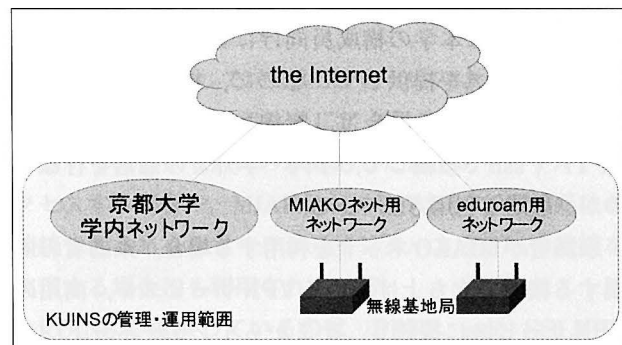 the Internet
京都大学
学内ネットワーク
MIAKOネット用
ネットワーク
eduroam用
ネットワーク
無線基地局
KUINSの管理・運用範囲